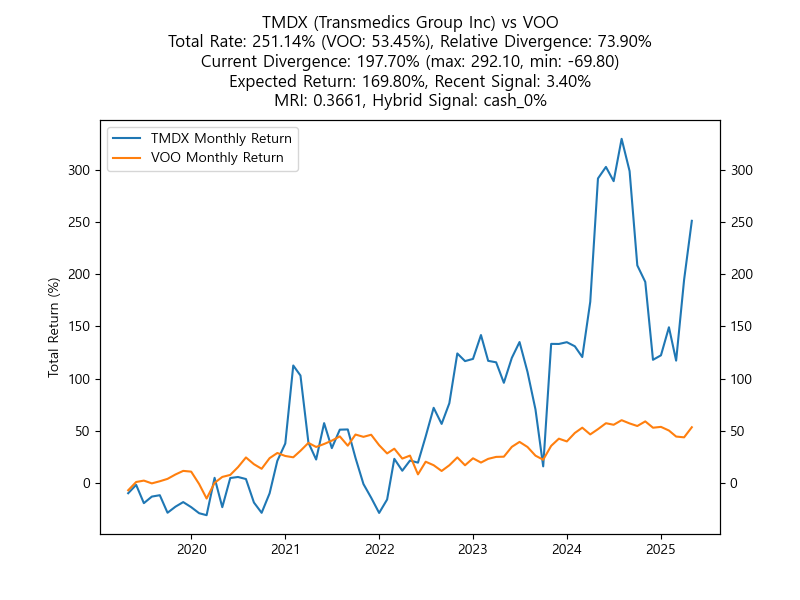 TMDX (Transmedics Group Inc) vs VOO
Total Rate: 251.14% (VOO: 53.45%), Relative Divergence: 73.90%
Current Divergence: 197.70% (max: 292.10, min: -69.80)
Expected Return: 169.80%, Recent Signal: 3.40%
MRI: 0.3661, Hybrid Signal: cash_0%
TMDX Monthly Return
VOO Monthly Return
Total Return (%)
300
250
200
150
100
50
0
300
250
200
150
100
50
0
2020
2021
2022
2023
2024
2025